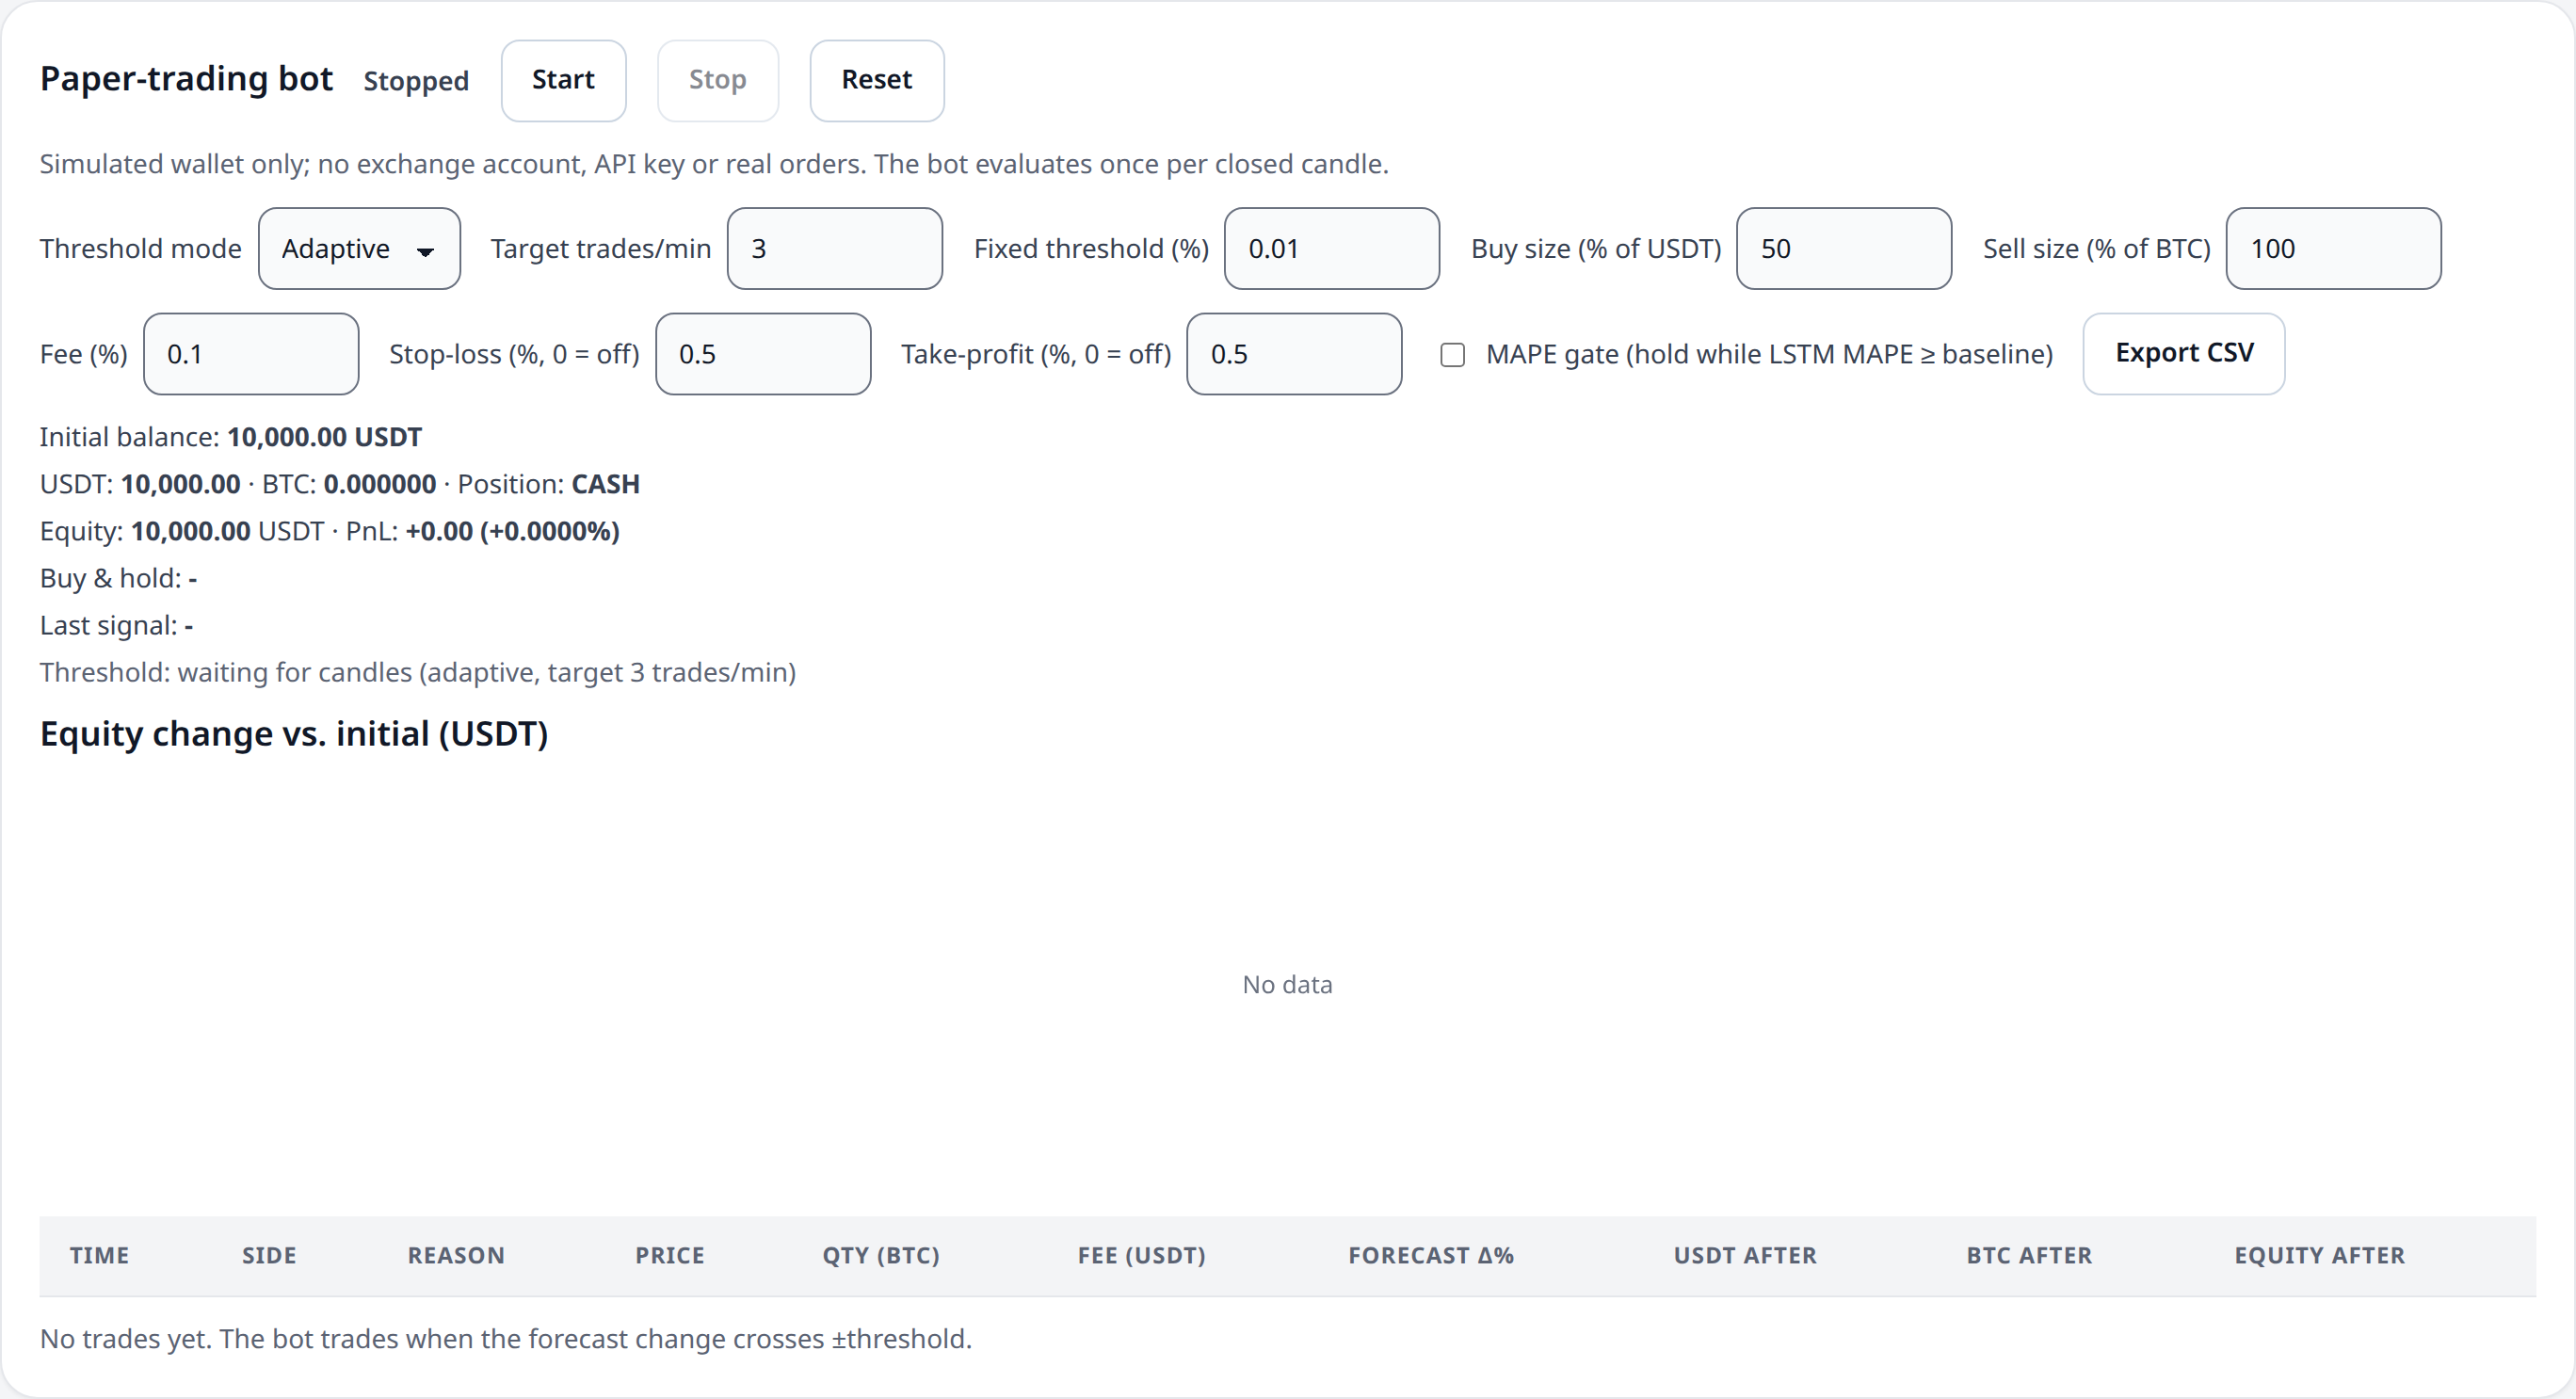 Paper-trading bot Stopped Start Stop Reset
Simulated wallet only; no exchange account, API key or real orders. The bot evaluates once per closed candle.
Threshold mode Adaptive Target trades/min 3 Fixed threshold (%) 0.01 Buy size (% of USDT) 50 Sell size (% of BTC) 100
Fee (%) 0.1 Stop-loss (%, 0 = off) 0.5 Take-profit (%, 0 = off) 0.5 MAPE gate (hold while LSTM MAPE ≥ baseline) Export CSV
Initial balance: 10,000.00 USDT
USDT: 10,000.00 · BTC: 0.000000 · Position: CASH
Equity: 10,000.00 USDT · PnL: +0.00 (+0.0000%)
Buy & hold: -
Last signal: -
Threshold: waiting for candles (adaptive, target 3 trades/min)
Equity change vs. initial (USDT)
No data
TIME SIDE REASON PRICE QTY (BTC) FEE (USDT) FORECAST Δ% USDT AFTER BTC AFTER EQUITY AFTER
No trades yet. The bot trades when the forecast change crosses ±threshold.